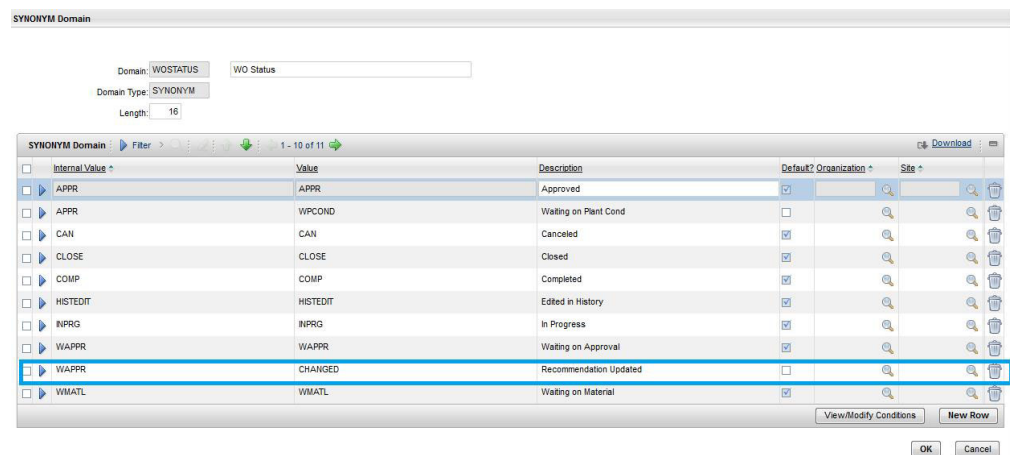 SYNONYM Domain
Domain: WOSTATUS WO Status
Domain Type: SYNONYM
Length: 16
SYNONYM Domain Filter 1 - 10 of 11 Download
Internal Value Value Description Default? Organization Site
APPR APPR Approved
APPR WPCOND Waiting on Plant Cond
CAN CAN Canceled
CLOSE CLOSE Closed
COMP COMP Completed
HISTEDIT HISTEDIT Edited in History
INPRG INPRG In Progress
WAPPR WAPPR Waiting on Approval
WAPPR CHANGED Recommendation Updated
WMATL WMATL Waiting on Material
View/Modify Conditions New Row
OK Cancel